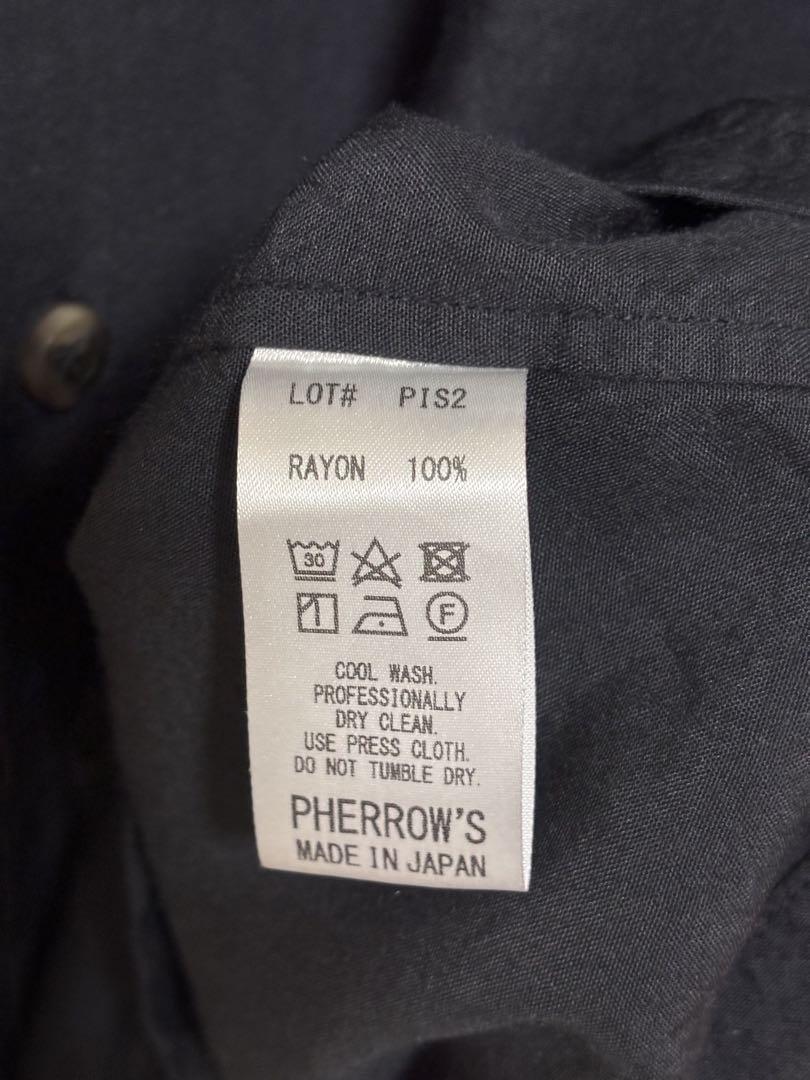 LOT# PIS2
RAYON 100%
30
F
COOL WASH.
PROFESSIONALLY
DRY CLEAN.
USE PRESS CLOTH.
DO NOT TUMBLE DRY.
PHERROW'S
MADE IN JAPAN